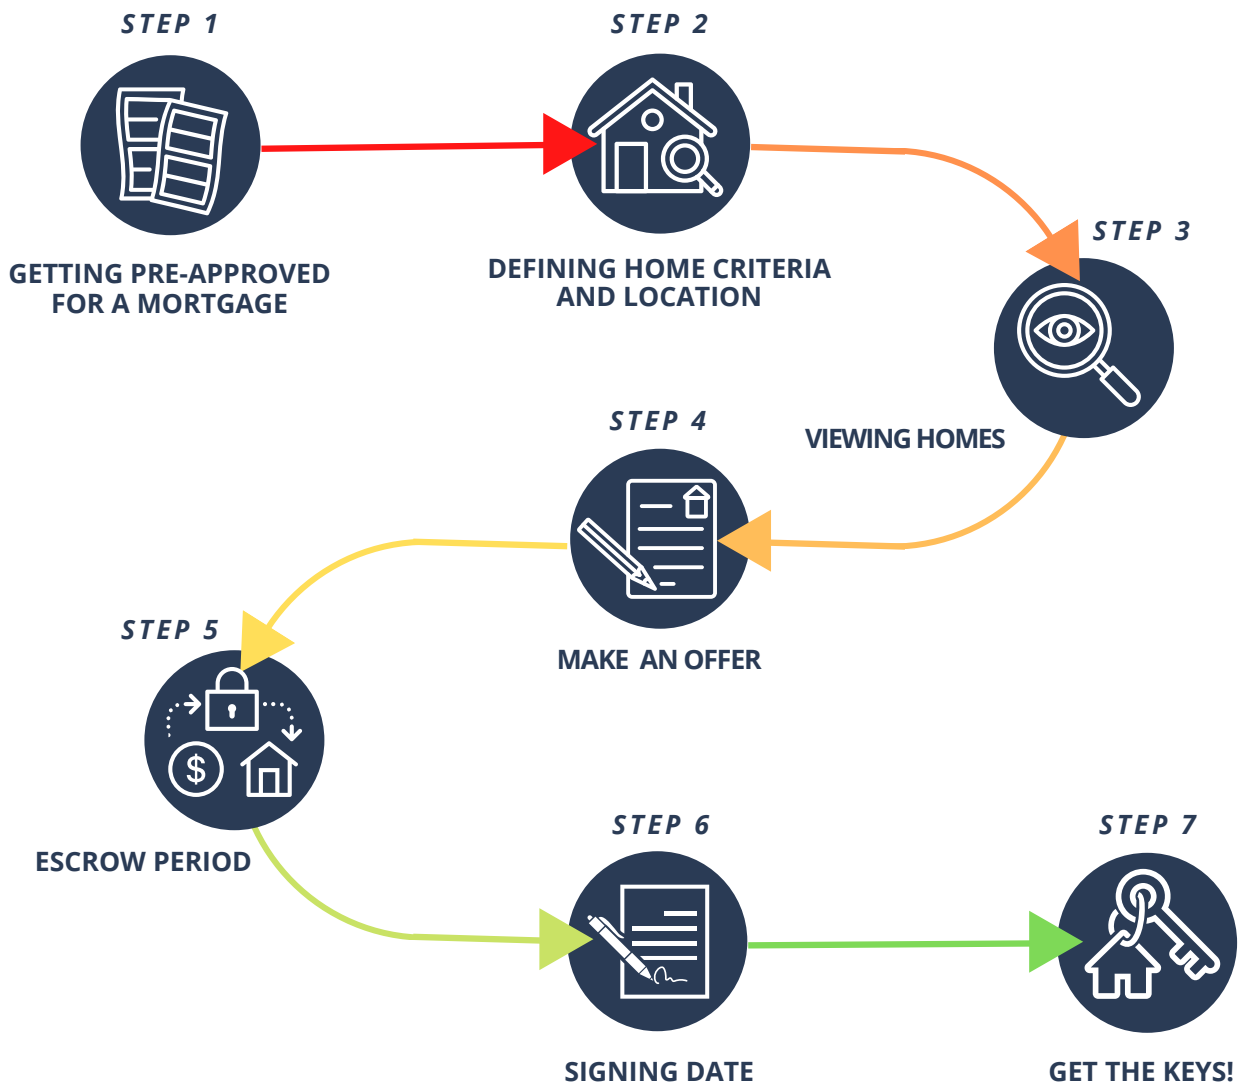 STEP 1
GETTING PRE-APPROVED
FOR A MORTGAGE
STEP 2
DEFINING HOME CRITERIA
AND LOCATION
STEP 3
VIEWING HOMES
STEP 4
MAKE AN OFFER
STEP 5
$
ESCROW PERIOD
STEP 6
SIGNING DATE
STEP 7
GET THE KEYS!